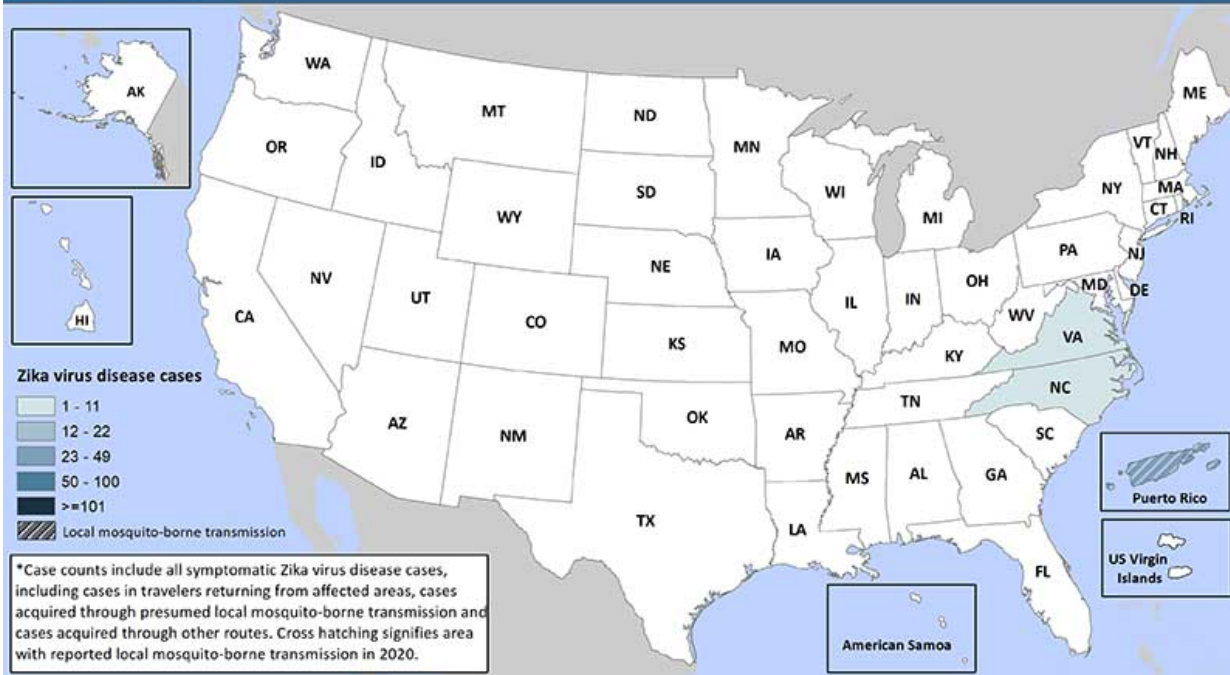 AK
WA
MT
ND
MN
ME
VT
NH
OR
ID
WY
SD
WI
MI
NY
MA
CT
RI
HI
CA
NV
UT
CO
NE
KS
IA
MO
IL
IN
OH
PA
NJ
MD
DE
WV
VA
KY
NC
TN
AZ
NM
OK
AR
SC
MS
AL
GA
TX
LA
FL
Zika virus disease cases
1 - 11
12 - 22
23 - 49
50 - 100
>=101
Local mosquito-borne transmission
*Case counts include all symptomatic Zika virus disease cases,
including cases in travelers returning from affected areas, cases
acquired through presumed local mosquito-borne transmission and
cases acquired through other routes. Cross hatching signifies area
with reported local mosquito-borne transmission in 2020.
Puerto Rico
US Virgin
Islands
American Samoa